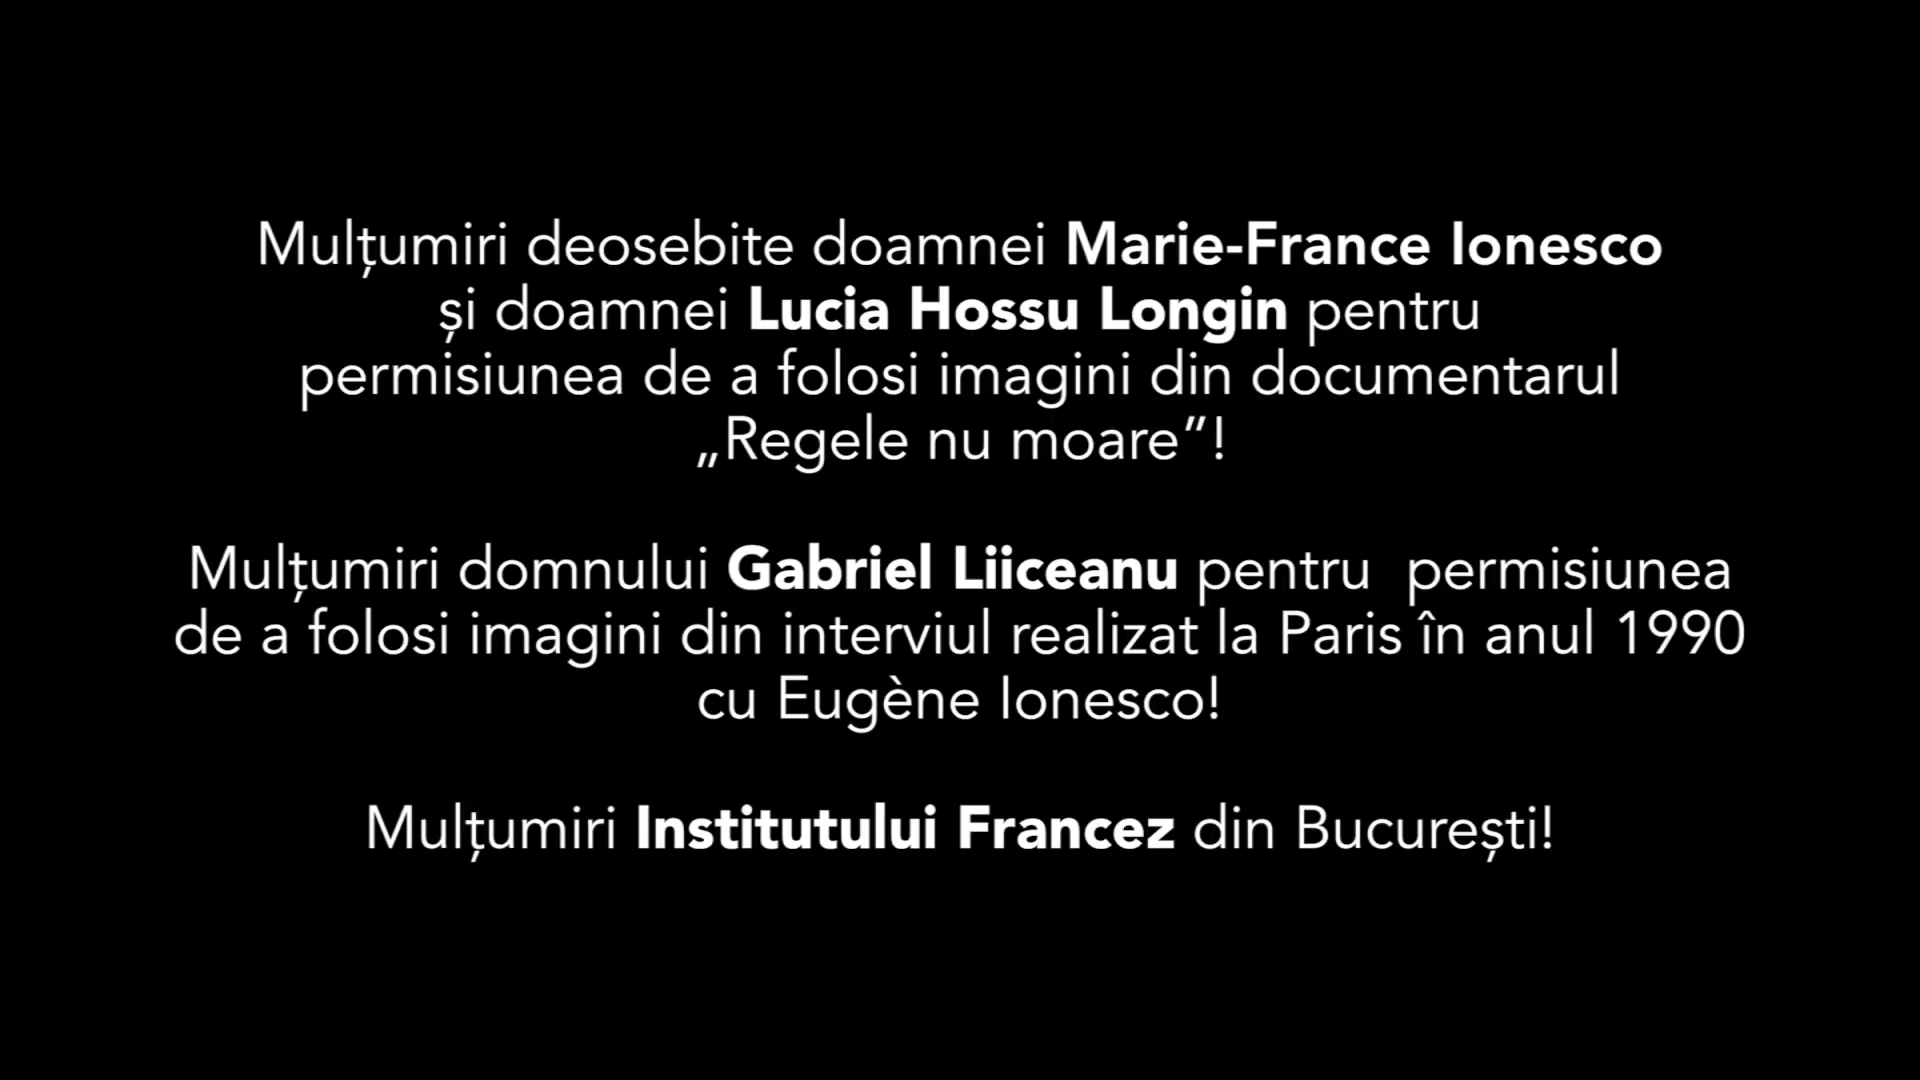 Mulțumiri deosebite doamnei Marie-France Ionesco
și doamnei Lucia Hossu Longin pentru
permisiunea de a folosi imagini din documentarul
„Regele nu moare”!
Mulțumiri domnului Gabriel Liiceanu pentru  permisiunea
de a folosi imagini din interviul realizat la Paris în anul 1990
cu Eugène Ionesco!
Mulțumiri Institutului Francez din București!